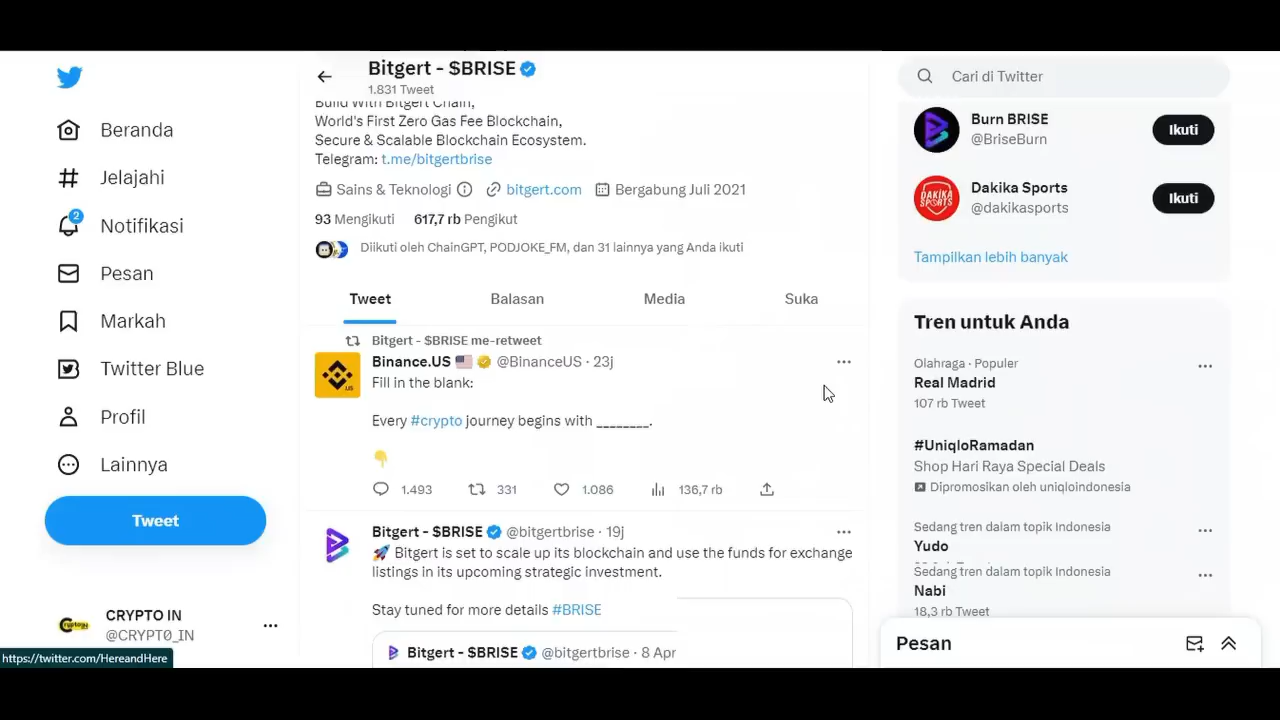 Beranda
Jelajahi
2
Notifikasi
Pesan
Markah
Twitter Blue
Profil
Lainnya
Tweet
CRYPTO IN
@CRYPT0_IN
https://twitter.com/HereandHere
Bitgert - $BRISE
1.831 Tweet
Build With Bitgert Chain,
World's First Zero Gas Fee Blockchain,
Secure & Scalable Blockchain Ecosystem.
Telegram: t.me/bitgertbrise
Sains & Teknologi bitgert.com Bergabung Juli 2021
93 Mengikuti 617,7 rb Pengikut
Diikuti oleh ChainGPT, PODJOKE_FM, dan 31 lainnya yang Anda ikuti
Tweet Balasan Media Suka
Bitgert - $BRISE me-retweet
Binance.US @BinanceUS · 23j
Fill in the blank:
Every #crypto journey begins with ________.
1.493 331 1.086 136,7 rb
Bitgert - $BRISE @bitgertbrise · 19j
🚀 Bitgert is set to scale up its blockchain and use the funds for exchange
listings in its upcoming strategic investment.
Stay tuned for more details #BRISE
Bitgert - $BRISE @bitgertbrise · 8 Apr
Cari di Twitter
Burn BRISE
@BriseBurn
Ikuti
DAKIKA
SPORTS
Dakika Sports
@dakikasports
Ikuti
Tampilkan lebih banyak
Tren untuk Anda
Olahraga · Populer
Real Madrid
107 rb Tweet
#UniqloRamadan
Shop Hari Raya Special Deals
Dipromosikan oleh uniqloindonesia
Sedang tren dalam topik Indonesia
Yudo
Sedang tren dalam topik Indonesia
Nabi
18,3 rb Tweet
Pesan